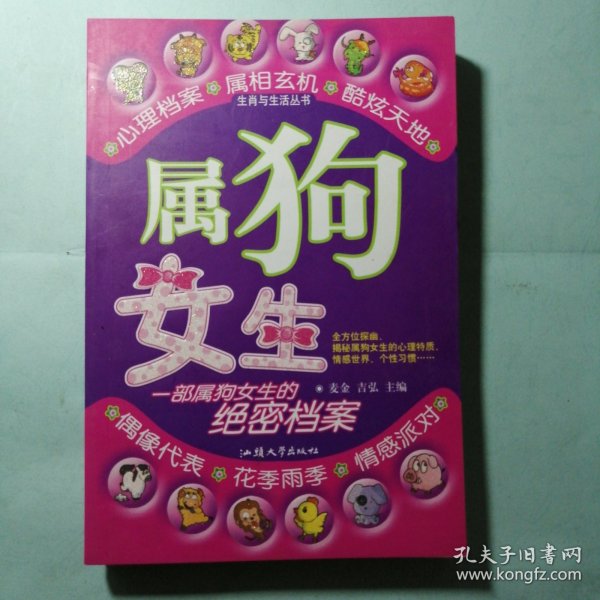 心理档案 属相玄机 酷炫天地
生肖与生活丛书
属狗
女生
全方位探幽，
揭秘属狗女生的心理特质、
情感世界、个性习惯……
一部属狗女生的
绝密档案
麦金 吉弘 主编
汕頭大學出版社
偶像代表 花季雨季 情感派对
孔夫子旧书网
www.kongfz.com